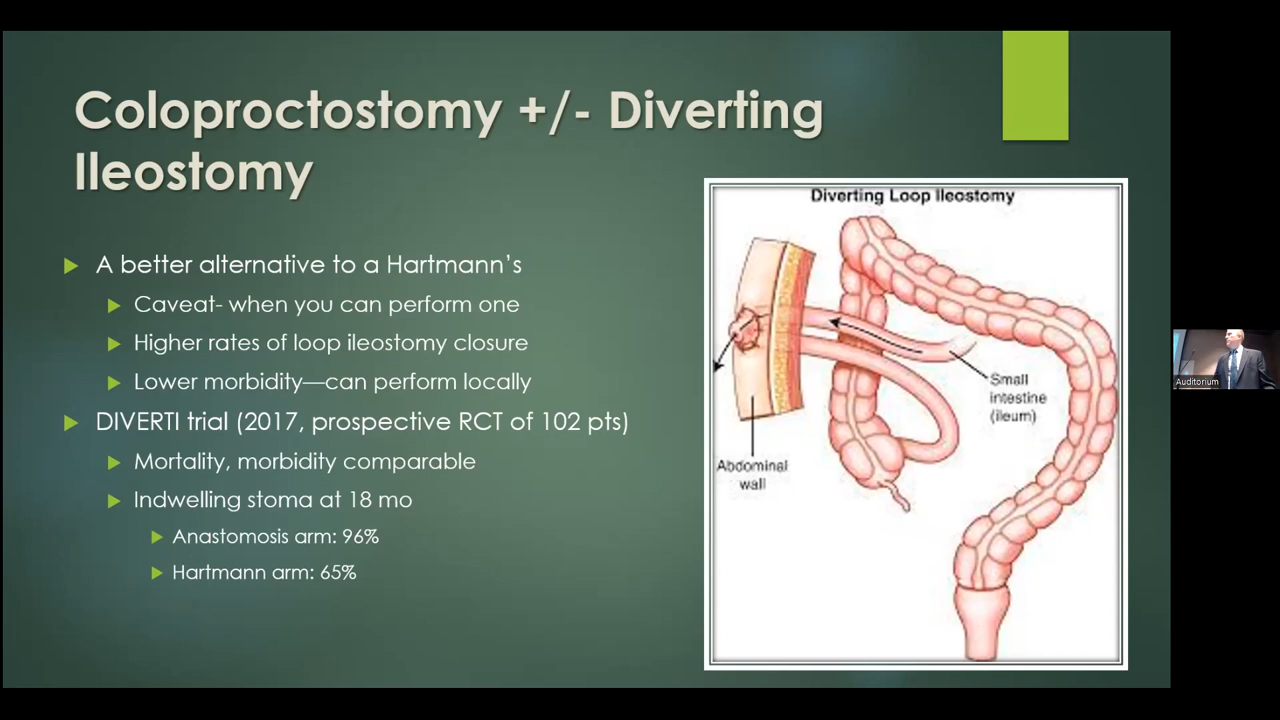 Coloproctostomy +/- Diverting
Ileostomy
A better alternative to a Hartmann's
Caveat- when you can perform one
Higher rates of loop ileostomy closure
Lower morbidity—can perform locally
DIVERTI trial (2017, prospective RCT of 102 pts)
Mortality, morbidity comparable
Indwelling stoma at 18 mo
Anastomosis arm: 96%
Hartmann arm: 65%
Diverting Loop Ileostomy
Small
intestine
(ileum)
Abdominal
wall
Auditorium